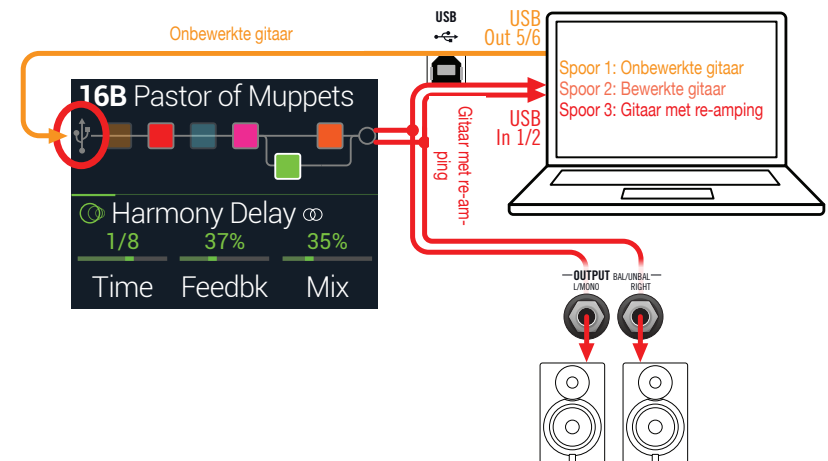 Onbewerkte gitaar
USB
USB
Out 5/6
Spoor 1: Onbewerkte gitaar
Spoor 2: Bewerkte gitaar
Spoor 3: Gitaar met re-amping
USB
In 1/2
Gitaar met re-am-
ping
16B Pastor of Muppets
Harmony Delay
1/8 37% 35%
Time Feedbk Mix
OUTPUT BAL/UNBAL
L/MONO RIGHT